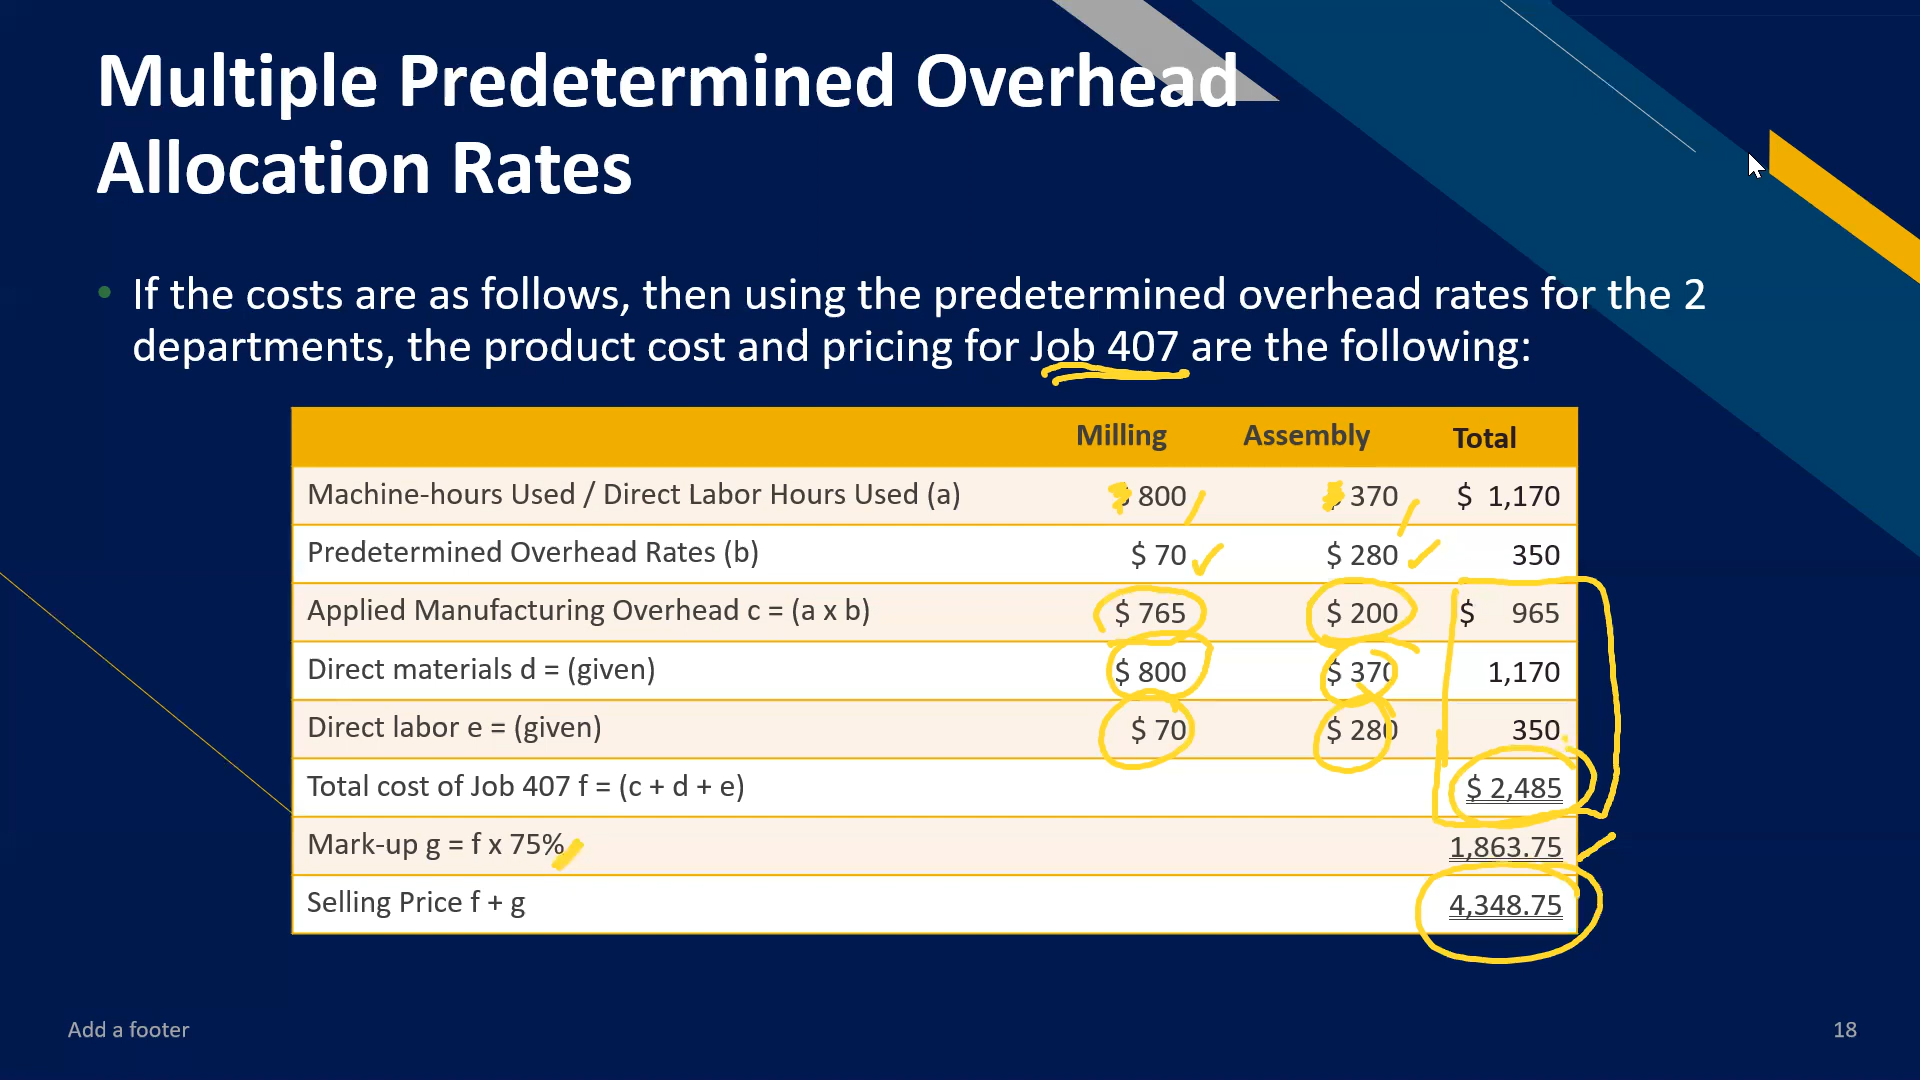 Multiple Predetermined Overhead
Allocation Rates
• If the costs are as follows, then using the predetermined overhead rates for the 2
departments, the product cost and pricing for Job 407 are the following:
Milling Assembly Total
Machine-hours Used / Direct Labor Hours Used (a) $ 800 $ 370 $ 1,170
Predetermined Overhead Rates (b) $ 70 $ 280 350
Applied Manufacturing Overhead c = (a x b) $ 765 $ 200 $ 965
Direct materials d = (given) $ 800 $ 370 1,170
Direct labor e = (given) $ 70 $ 280 350
Total cost of Job 407 f = (c + d + e) $ 2,485
Mark-up g = f x 75% 1,863.75
Selling Price f + g 4,348.75
Add a footer 18